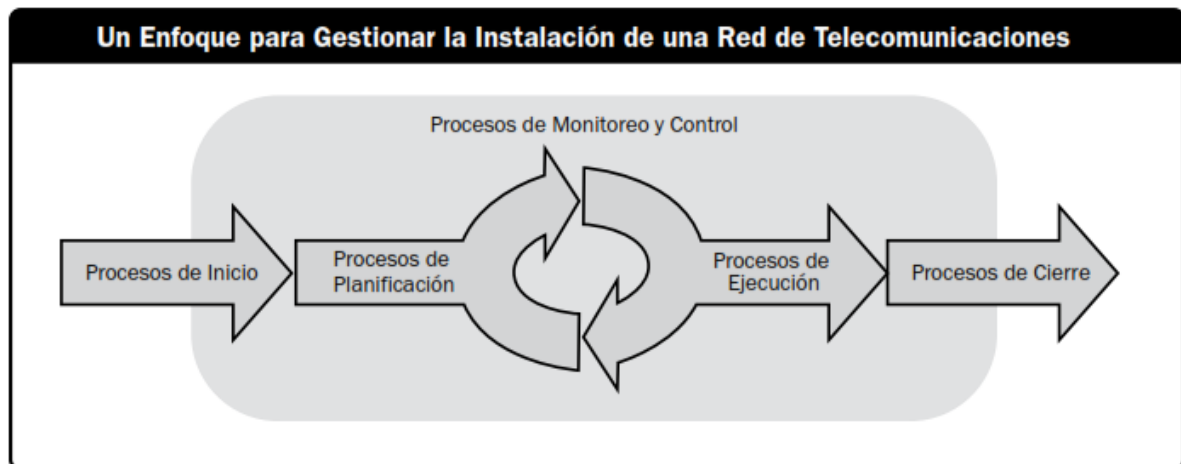 Un Enfoque para Gestionar la Instalación de una Red de Telecomunicaciones
Procesos de Monitoreo y Control
Procesos de Inicio
Procesos de
Planificación
Procesos de
Ejecución
Procesos de Cierre